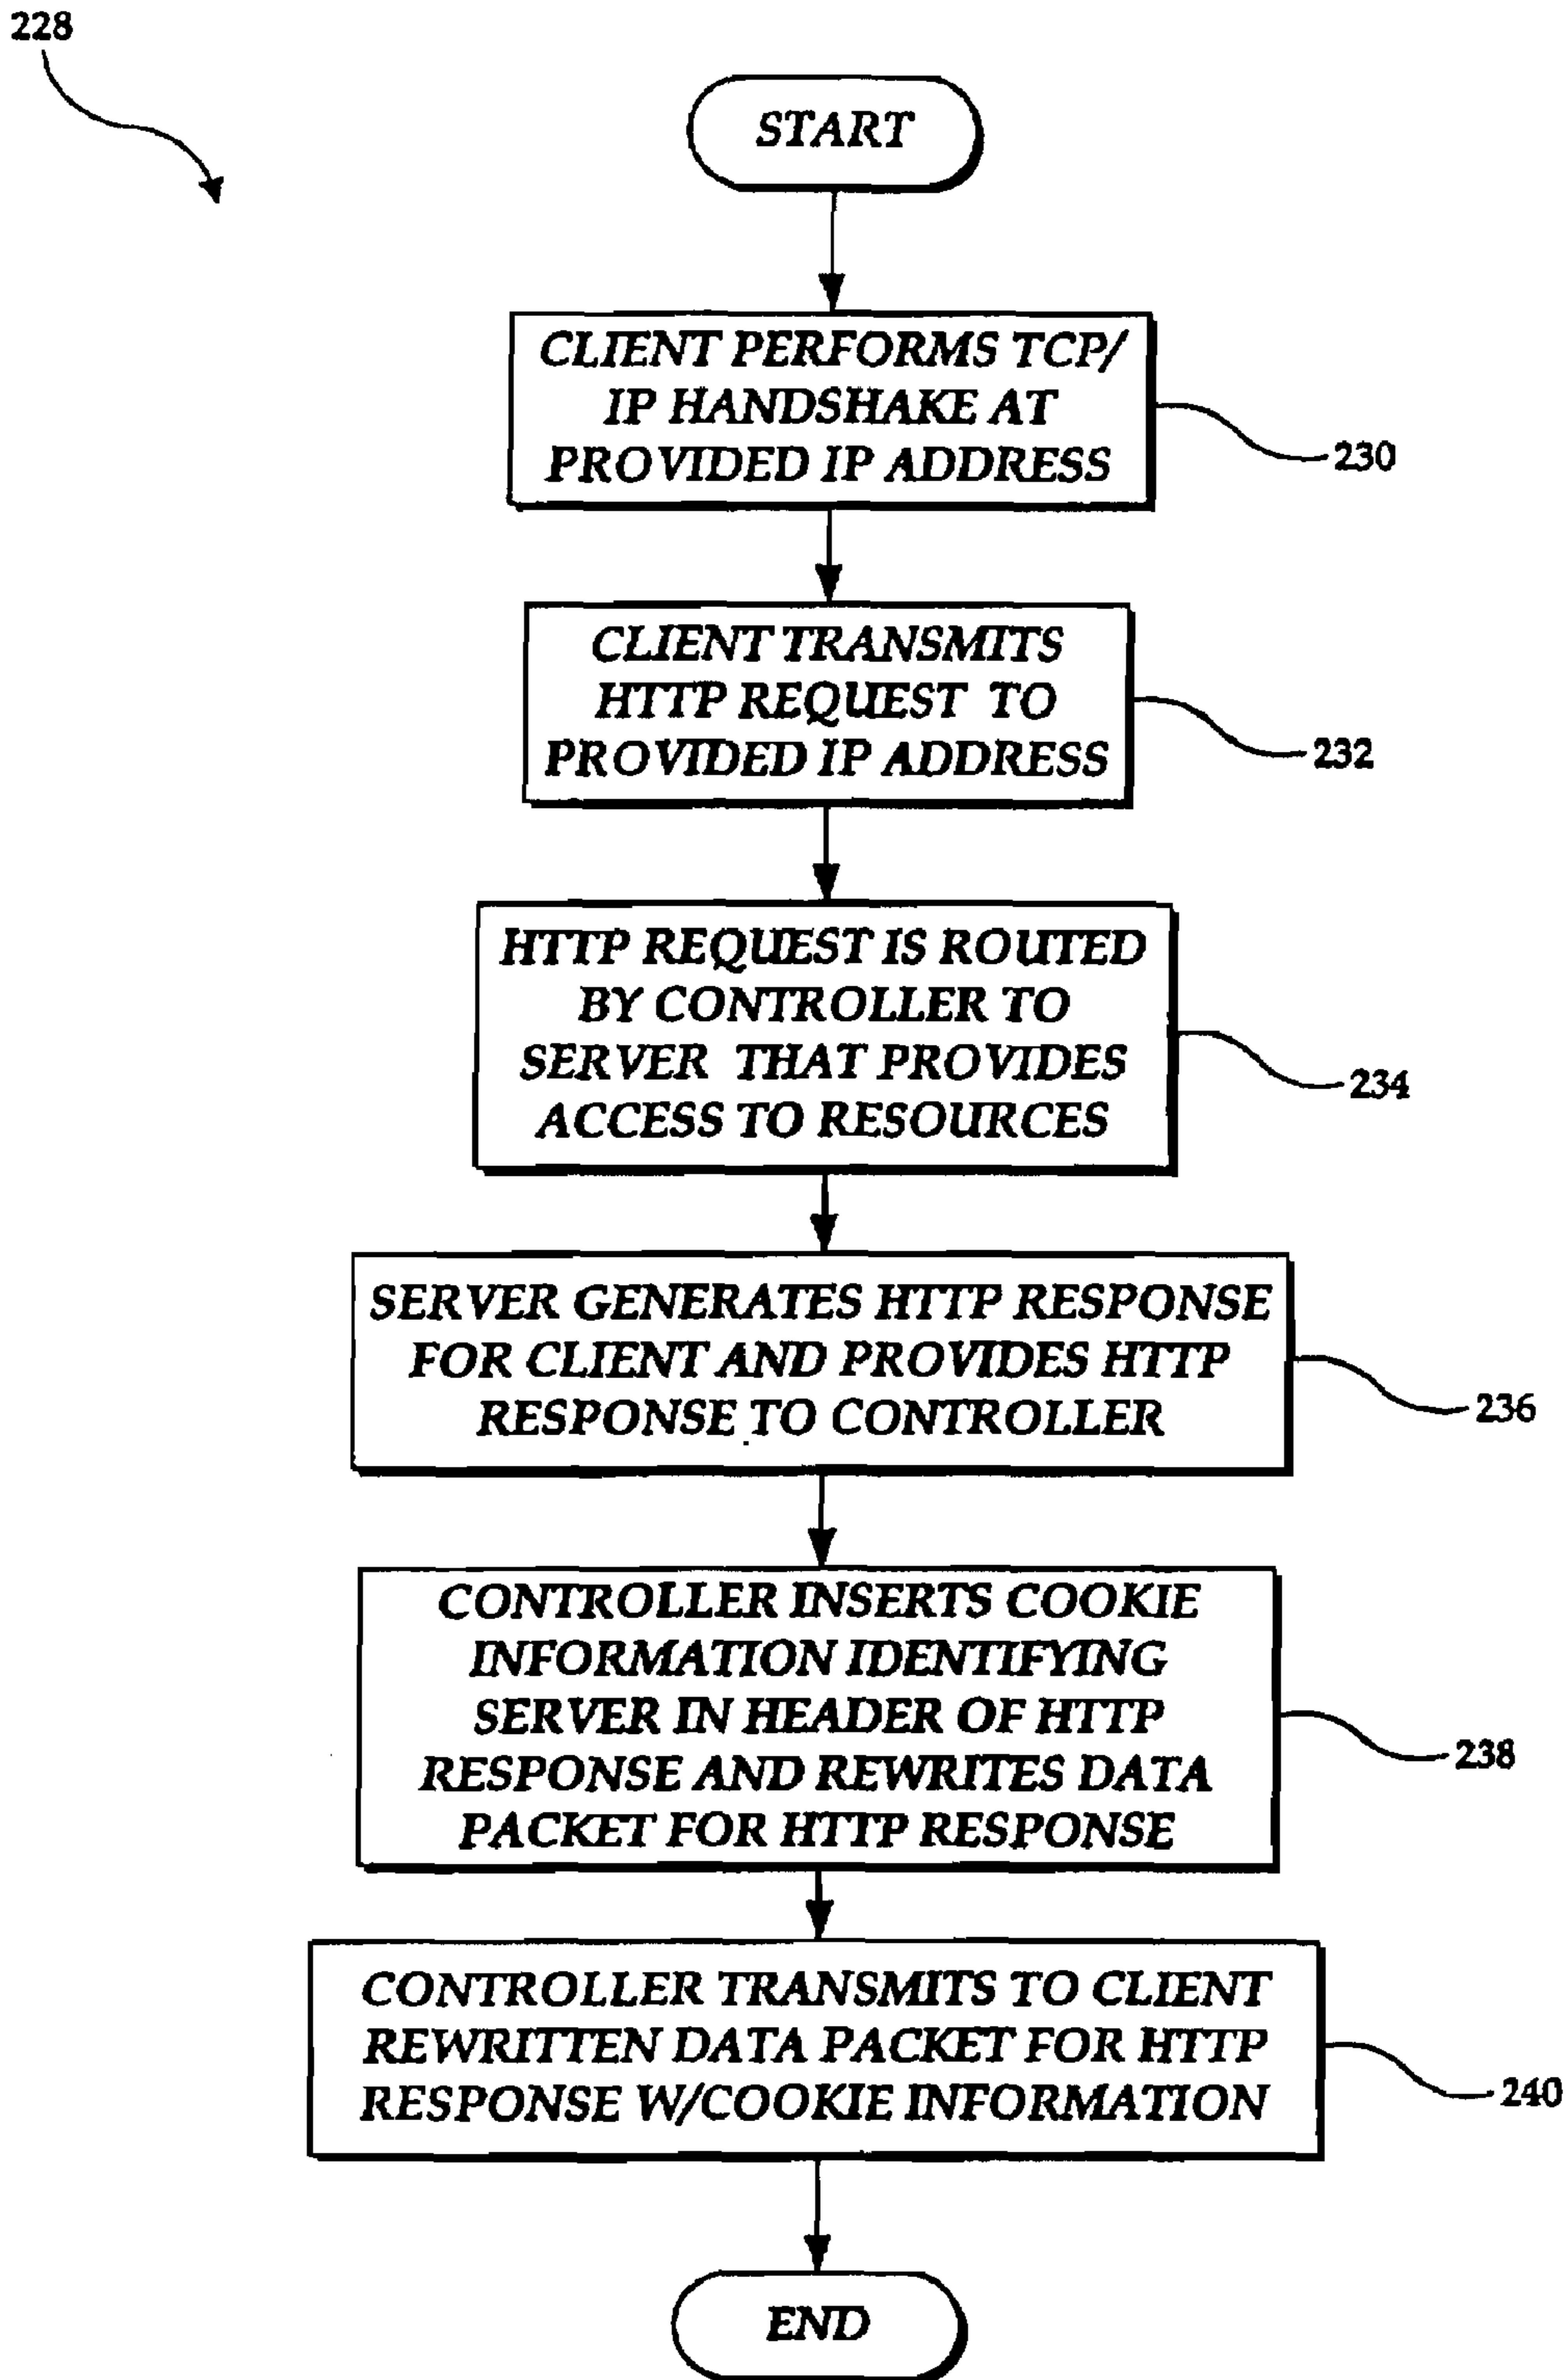 228
START
CLIENT PERFORMS TCP/
IP HANDSHAKE AT
PROVIDED IP ADDRESS
230
CLIENT TRANSMITS
HTTP REQUEST TO
PROVIDED IP ADDRESS
232
HTTP REQUEST IS ROUTED
BY CONTROLLER TO
SERVER THAT PROVIDES
ACCESS TO RESOURCES
234
SERVER GENERATES HTTP RESPONSE
FOR CLIENT AND PROVIDES HTTP
RESPONSE TO CONTROLLER
236
CONTROLLER INSERTS COOKIE
INFORMATION IDENTIFYING
SERVER IN HEADER OF HTTP
RESPONSE AND REWRITES DATA
PACKET FOR HTTP RESPONSE
238
CONTROLLER TRANSMITS TO CLIENT
REWRITTEN DATA PACKET FOR HTTP
RESPONSE W/COOKIE INFORMATION
240
END